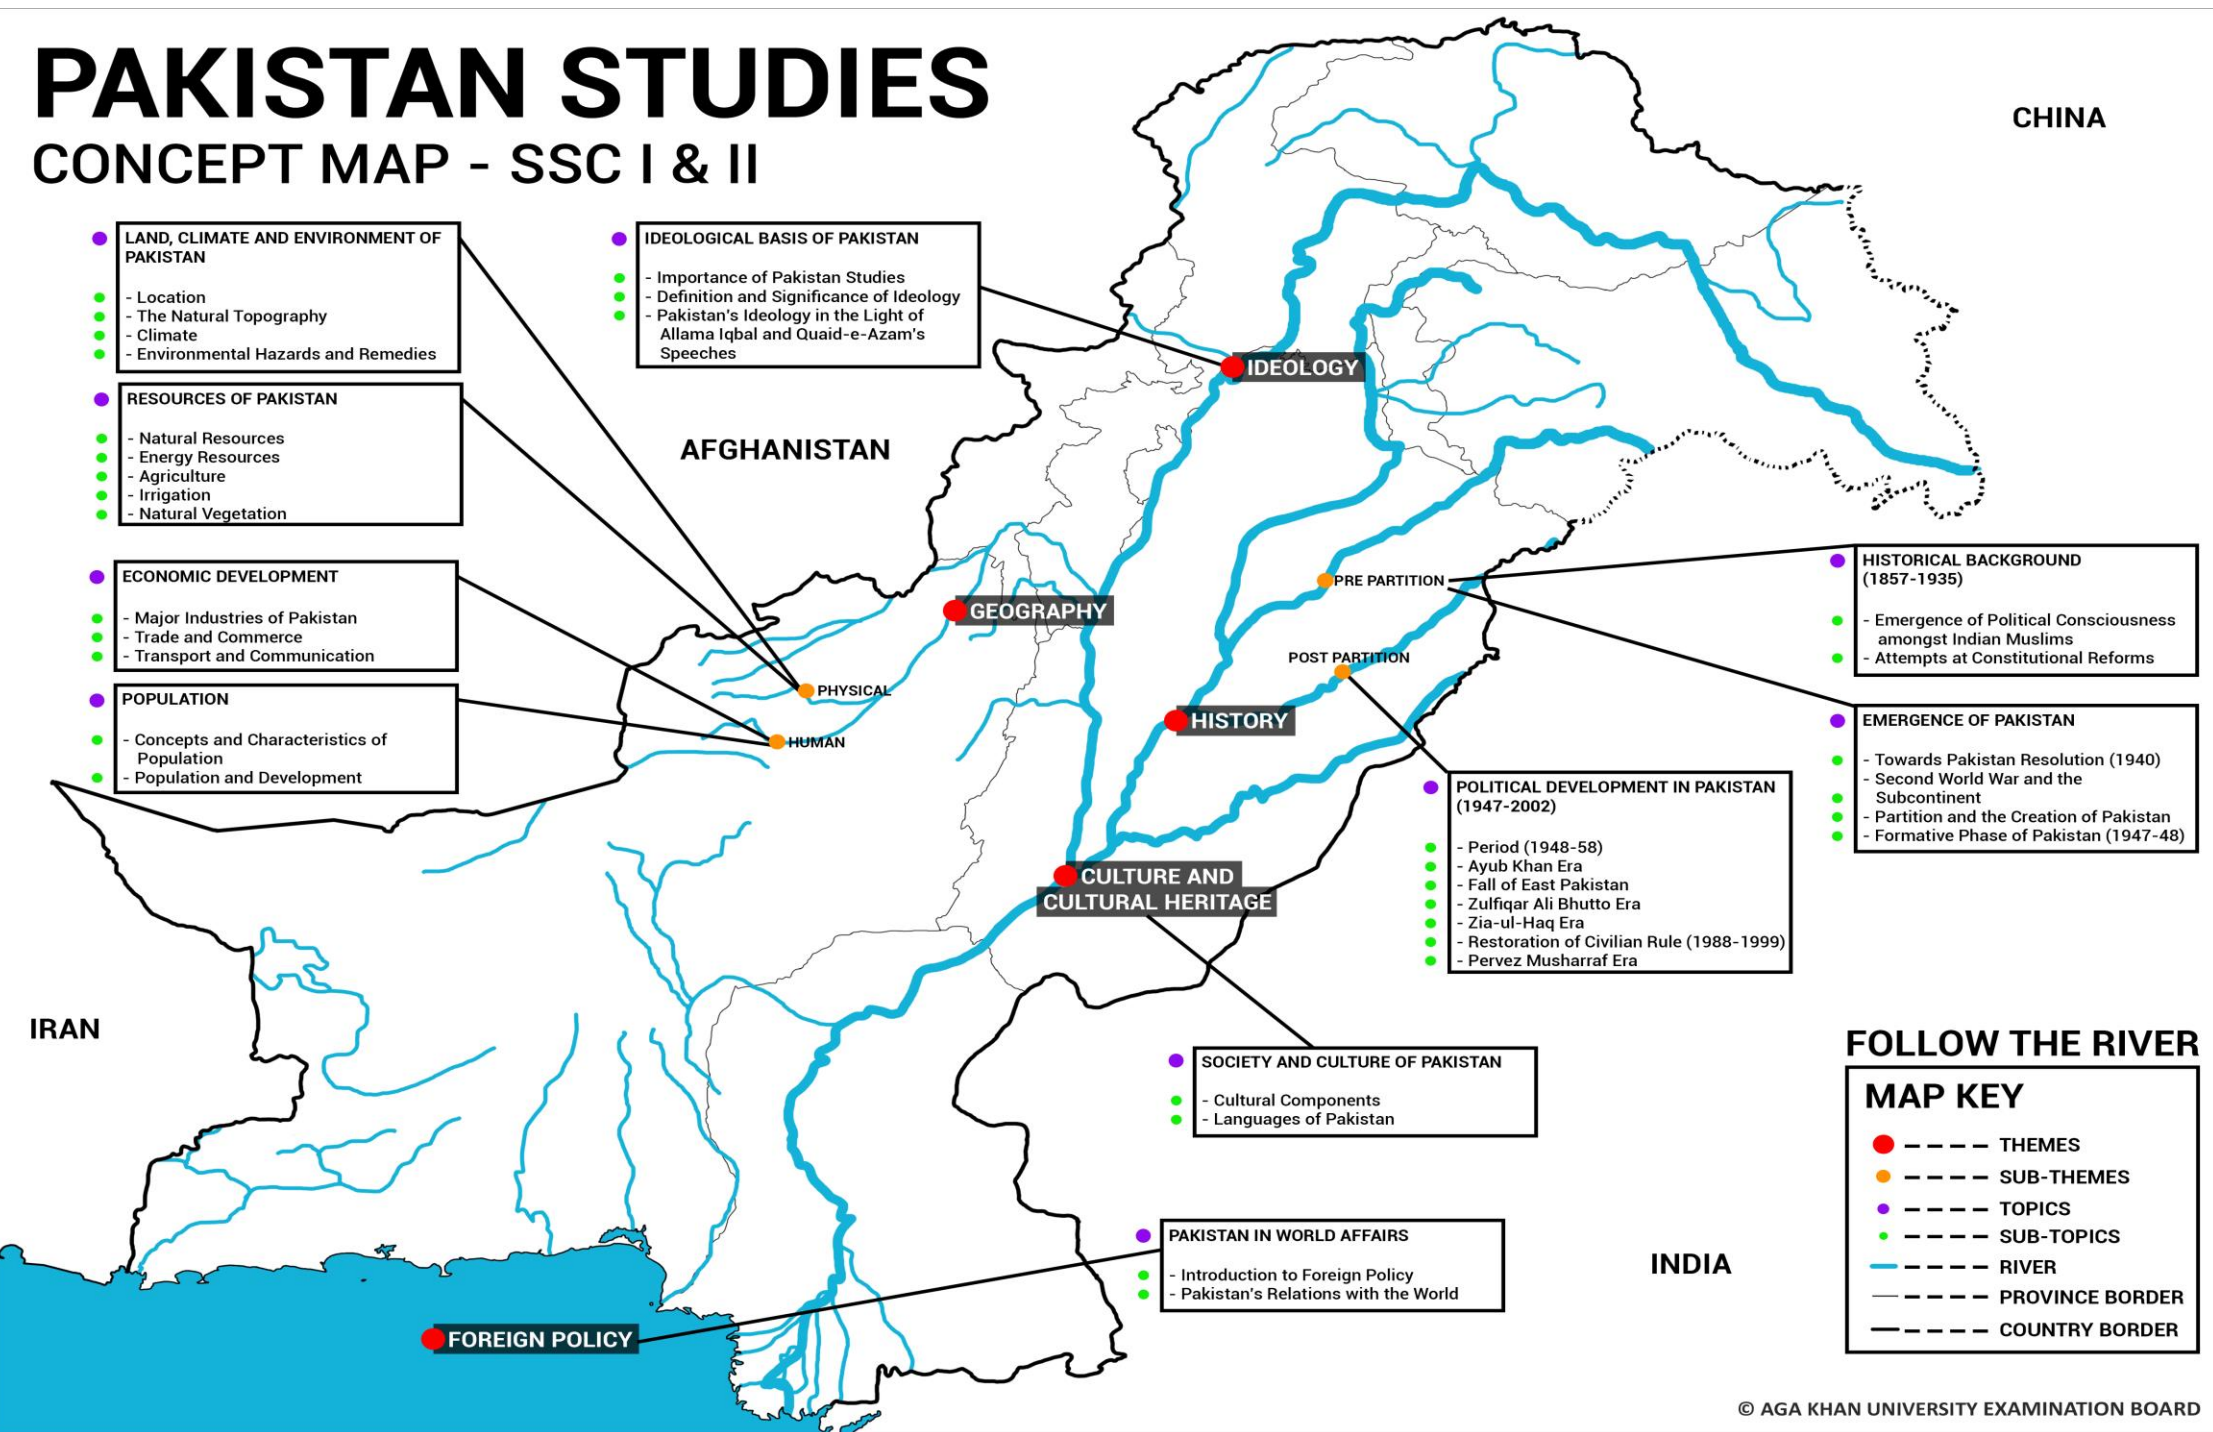 PAKISTAN STUDIES
CONCEPT MAP - SSC I & II
LAND, CLIMATE AND ENVIRONMENT OF
PAKISTAN
- Location
- The Natural Topography
- Climate
- Environmental Hazards and Remedies
RESOURCES OF PAKISTAN
- Natural Resources
- Energy Resources
- Agriculture
- Irrigation
- Natural Vegetation
ECONOMIC DEVELOPMENT
- Major Industries of Pakistan
- Trade and Commerce
- Transport and Communication
POPULATION
- Concepts and Characteristics of
Population
- Population and Development
IDEOLOGICAL BASIS OF PAKISTAN
- Importance of Pakistan Studies
- Definition and Significance of Ideology
- Pakistan's Ideology in the Light of
Allama Iqbal and Quaid-e-Azam's
Speeches
CHINA
AFGHANISTAN
IDEOLOGY
GEOGRAPHY
PHYSICAL
HUMAN
PRE PARTITION
POST PARTITION
HISTORY
CULTURE AND
CULTURAL HERITAGE
HISTORICAL BACKGROUND
(1857-1935)
- Emergence of Political Consciousness
amongst Indian Muslims
- Attempts at Constitutional Reforms
EMERGENCE OF PAKISTAN
- Towards Pakistan Resolution (1940)
- Second World War and the
Subcontinent
- Partition and the Creation of Pakistan
- Formative Phase of Pakistan (1947-48)
POLITICAL DEVELOPMENT IN PAKISTAN
(1947-2002)
- Period (1948-58)
- Ayub Khan Era
- Fall of East Pakistan
- Zulfiqar Ali Bhutto Era
- Zia-ul-Haq Era
- Restoration of Civilian Rule (1988-1999)
- Pervez Musharraf Era
IRAN
SOCIETY AND CULTURE OF PAKISTAN
- Cultural Components
- Languages of Pakistan
PAKISTAN IN WORLD AFFAIRS
- Introduction to Foreign Policy
- Pakistan's Relations with the World
FOREIGN POLICY
INDIA
FOLLOW THE RIVER
MAP KEY
THEMES
SUB-THEMES
TOPICS
SUB-TOPICS
RIVER
PROVINCE BORDER
COUNTRY BORDER
© AGA KHAN UNIVERSITY EXAMINATION BOARD